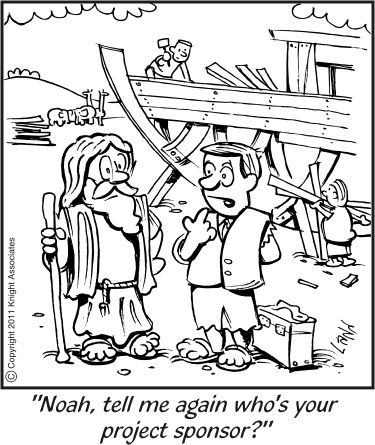 © Copyright 2011 Knight Associates
"Noah, tell me again who's your
project sponsor?"